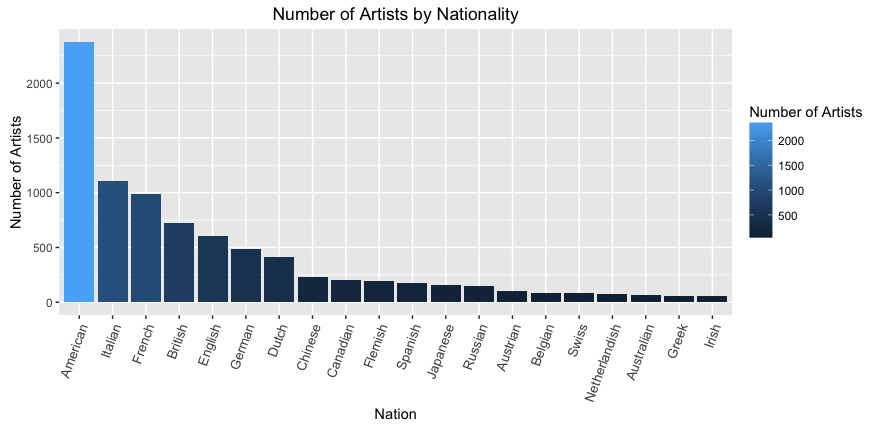 Number of Artists by Nationality
Number of Artists
2000
1500
1000
500
0
American
Italian
French
British
English
German
Dutch
Chinese
Canadian
Flemish
Spanish
Japanese
Russian
Austrian
Belgian
Swiss
Netherlandish
Australian
Greek
Irish
Nation
Number of Artists
2000
1500
1000
500